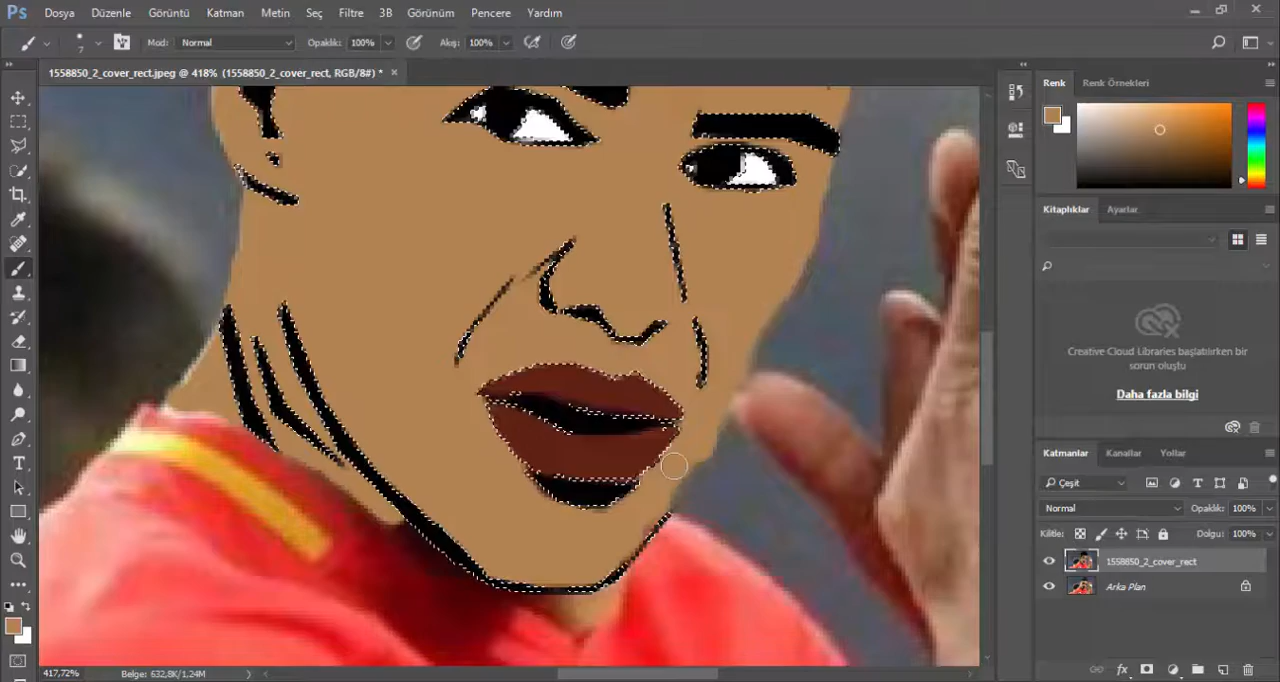 Ps Dosya Düzenle Görüntü Katman Metin Seç Filtre 3B Görünüm Pencere Yardım
7 Mod: Normal Opaklık: 100% Akış: 100%
1558850_2_cover_rect.jpeg @ 418% (1558850_2_cover_rect, RGB/8#) * ×
Renk Renk Örnekleri
Kitaplıklar Ayarlar
Creative Cloud Libraries başlatılırken bir
sorun oluştu
Daha fazla bilgi
Katmanlar Kanallar Yollar
Çeşit
Normal Opaklık: 100%
Kilitle: Dolgu: 100%
1558850_2_cover_rect
Arka Plan
417,72% Belge: 632,8K/1,24M